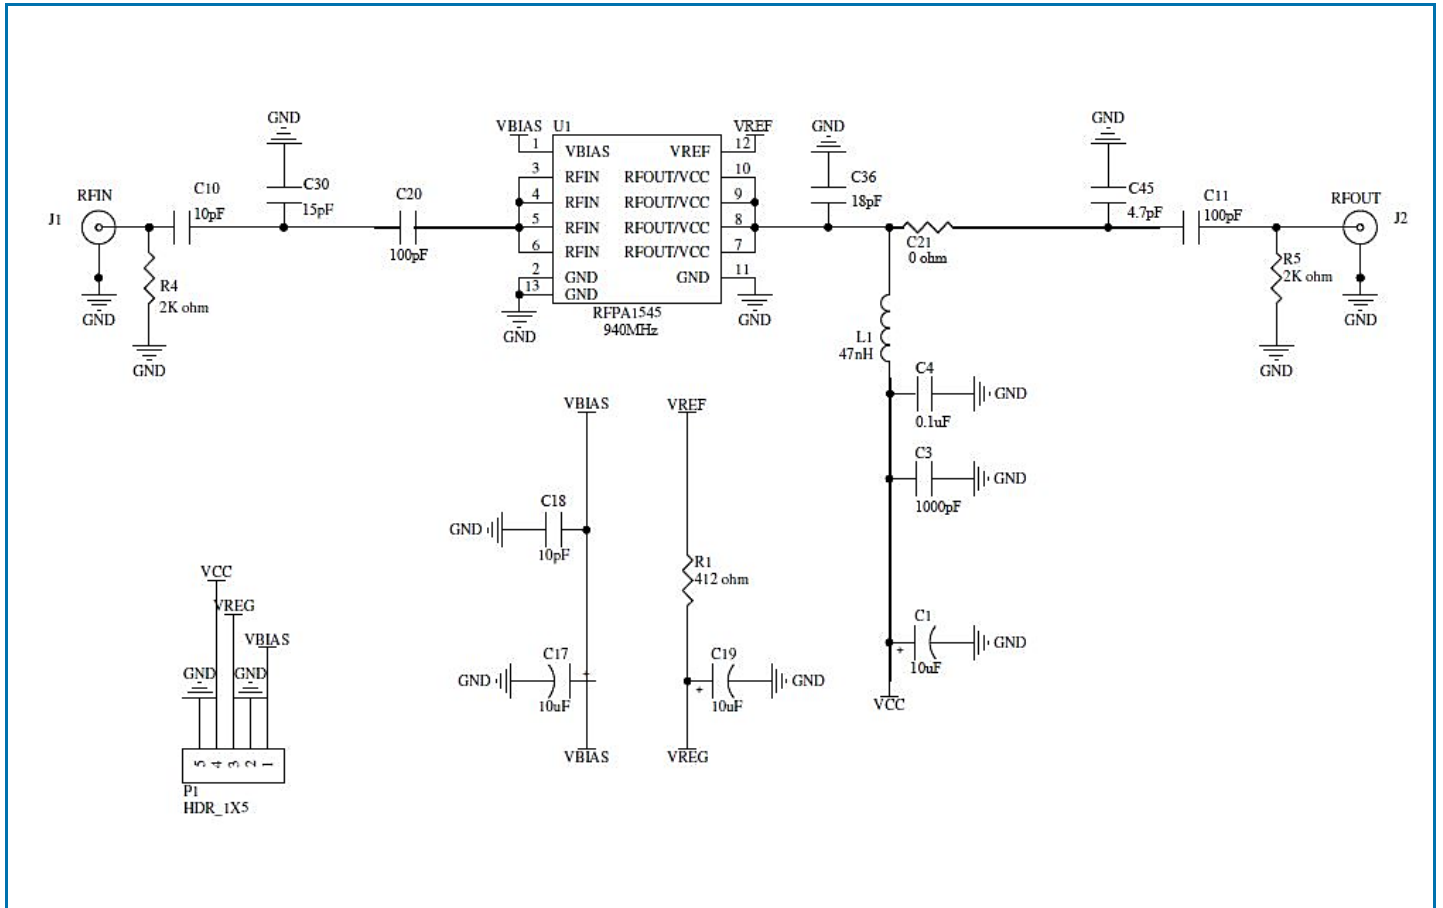 GND
GND
VBIAS
U1
VREF
GND
1
VBIAS
VREF
12
3
RFIN
RFOUT/VCC
10
4
RFIN
RFOUT/VCC
9
5
RFIN
RFOUT/VCC
8
6
RFIN
RFOUT/VCC
7
2
GND
GND
11
13
GND
RFPA1545
940MHz
GND
GND
RFIN
J1
C10
10pF
C30
15pF
C20
100pF
R4
2K ohm
GND
GND
C36
18pF
C21
0 ohm
C45
4.7pF
C11
100pF
RFOUT
J2
R5
2K ohm
GND
GND
L1
47nH
C4
0.1uF
GND
C3
1000pF
GND
C1
+
10uF
GND
VCC
VBIAS
C18
GND
10pF
C17
+
GND
10uF
VBIAS
VREF
R1
412 ohm
C19
+
10uF
GND
VREG
VCC
VREG
VBIAS
GND
GND
5
4
3
2
1
P1
HDR_1X5